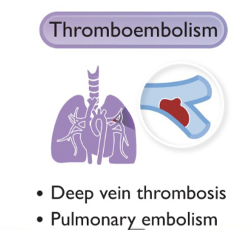 Thromboembolism
• Deep vein thrombosis
• Pulmonary embolism